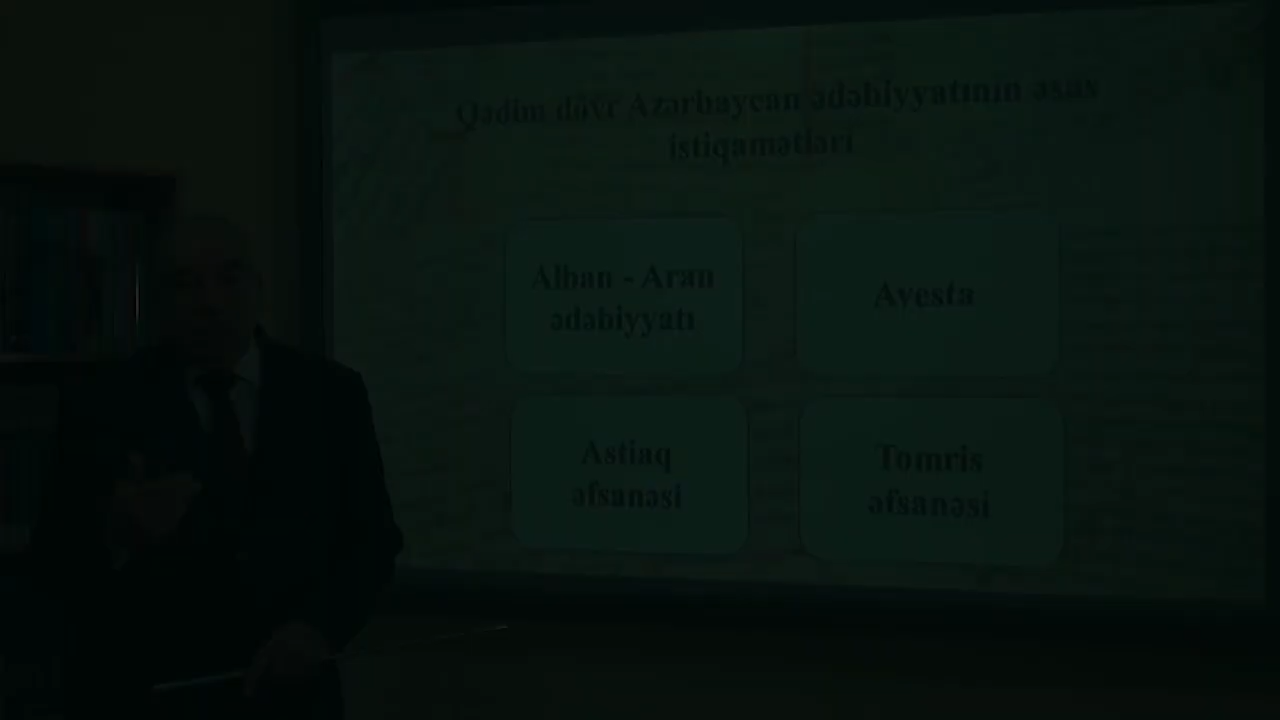 Qədim dövr Azərbaycan ədəbiyyatının əsas
istiqamətləri
Alban - Aran
ədəbiyyatı
Avesta
Astiaq
əfsanəsi
Tomris
əfsanəsi